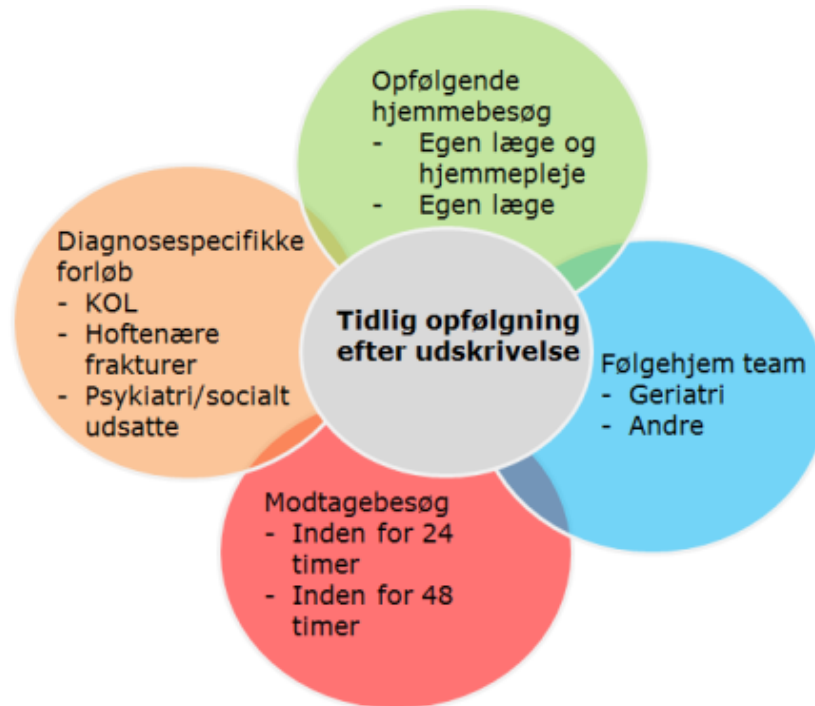 Opfølgende
hjemmebesøg
- Egen læge og
hjemmepleje
- Egen læge
Diagnosespecifikke
forløb
- KOL
- Hoftenære
frakturer
- Psykiatri/socialt
udsatte
Tidlig opfølgning
efter udskrivelse
Følgehjem team
- Geriatri
- Andre
Modtagebesøg
- Inden for 24
timer
- Inden for 48
timer